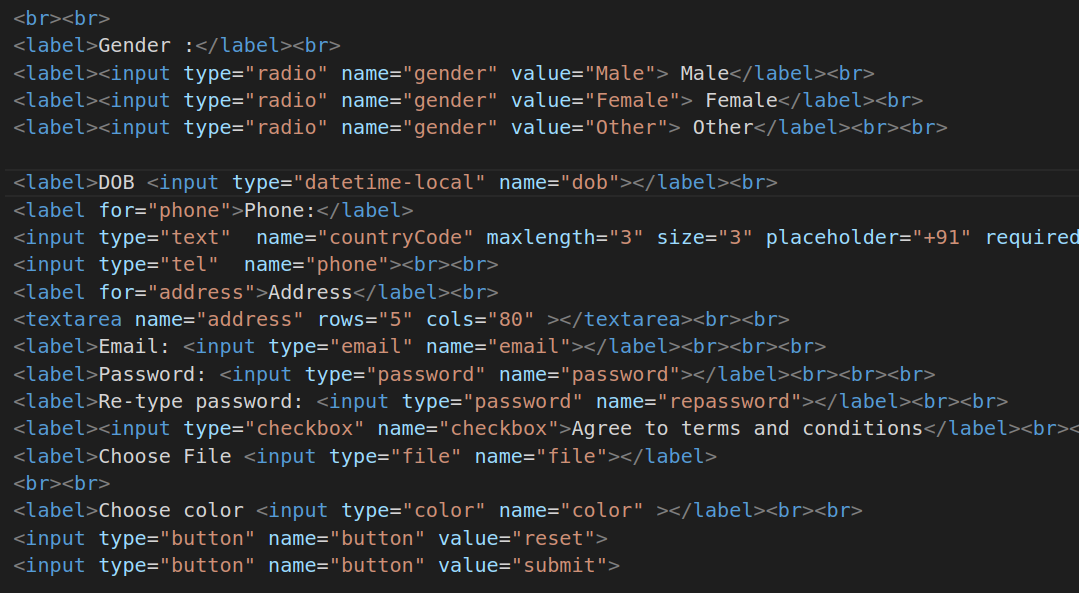 <br><br>
<label>Gender :</label><br>
<label><input type="radio" name="gender" value="Male"> Male</label><br>
<label><input type="radio" name="gender" value="Female"> Female</label><br>
<label><input type="radio" name="gender" value="Other"> Other</label><br><br>
<label>DOB <input type="datetime-local" name="dob"></label><br>
<label for="phone">Phone:</label>
<input type="text"  name="countryCode" maxlength="3" size="3" placeholder="+91" required
<input type="tel"  name="phone"><br><br>
<label for="address">Address</label><br>
<textarea name="address" rows="5" cols="80" ></textarea><br><br>
<label>Email: <input type="email" name="email"></label><br><br><br>
<label>Password: <input type="password" name="password"></label><br><br><br>
<label>Re-type password: <input type="password" name="repassword"></label><br><br>
<label><input type="checkbox" name="checkbox">Agree to terms and conditions</label><br><
<label>Choose File <input type="file" name="file"></label>
<br><br>
<label>Choose color <input type="color" name="color" ></label><br><br>
<input type="button" name="button" value="reset">
<input type="button" name="button" value="submit">